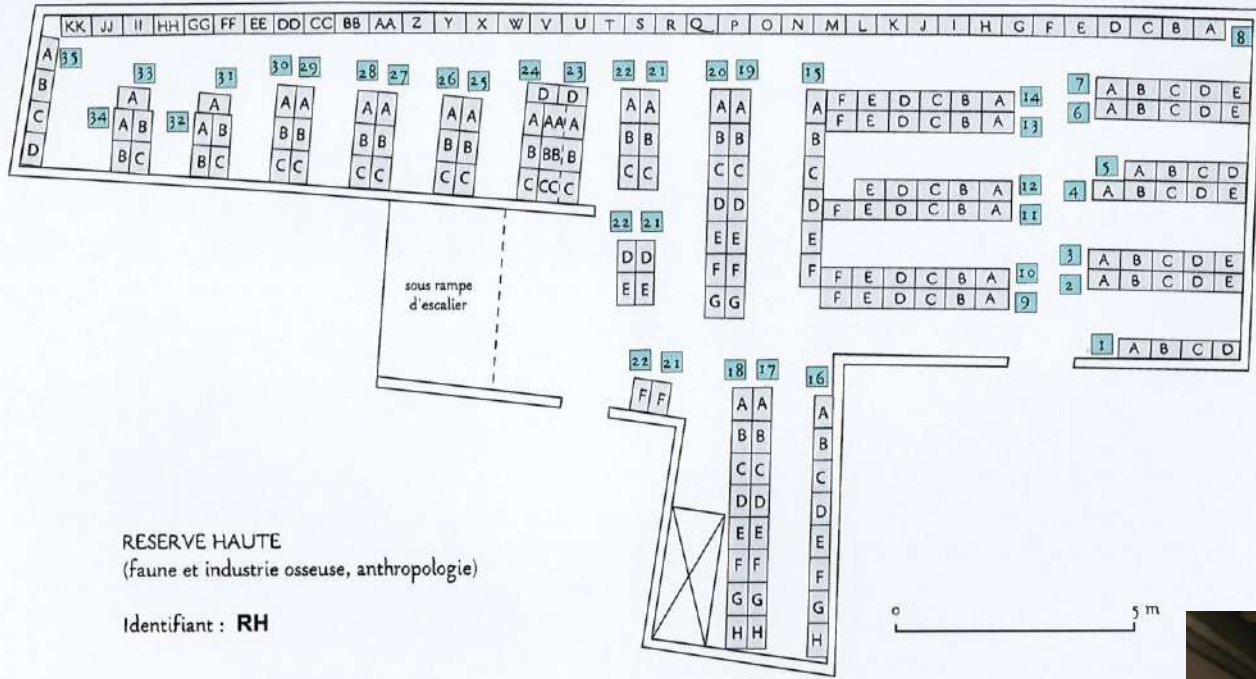 KK JJ II HH GG FF EE DD CC BB AA Z Y X W V U T S R Q P O N M L K J I H G F E D C B A
8
35
A
B
C
D
33
A
34
A B
B C
31
A
32
A B
B C
30 29
A A
B B
C C
28 27
A A
B B
C C
26 25
A A
B B
C C
24 23
D D
A AA A
B BB B
C CC C
22 21
A A
B B
C C
22 21
D D
E E
22 21
F F
20 19
A A
B B
C C
D D
E E
F F
G G
15
A
B
C
D
E
F
F E D C B A 14
F E D C B A 13
E D C B A 12
F E D C B A 11
F E D C B A 10
F E D C B A 9
7 A B C D E
6 A B C D E
5 A B C D
4 A B C D E
3 A B C D E
2 A B C D E
1 A B C D
sous rampe
d'escalier
18 17
A A
B B
C C
D D
E E
F F
G G
H H
16
A
B
C
D
E
F
G
H
RESERVE HAUTE
(faune et industrie osseuse, anthropologie)
Identifiant : RH
0 5 m